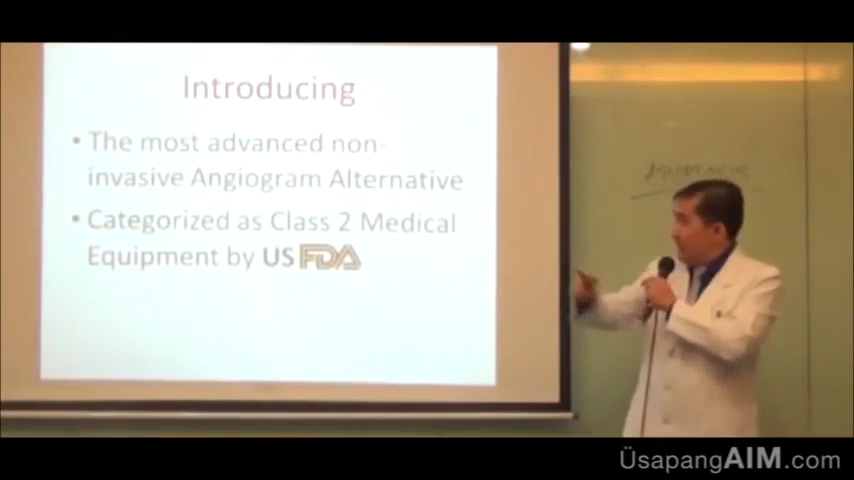 Introducing
• The most advanced non-
invasive Angiogram Alternative
• Categorized as Class 2 Medical
Equipment by US FDA
ÜsapangAIM.com